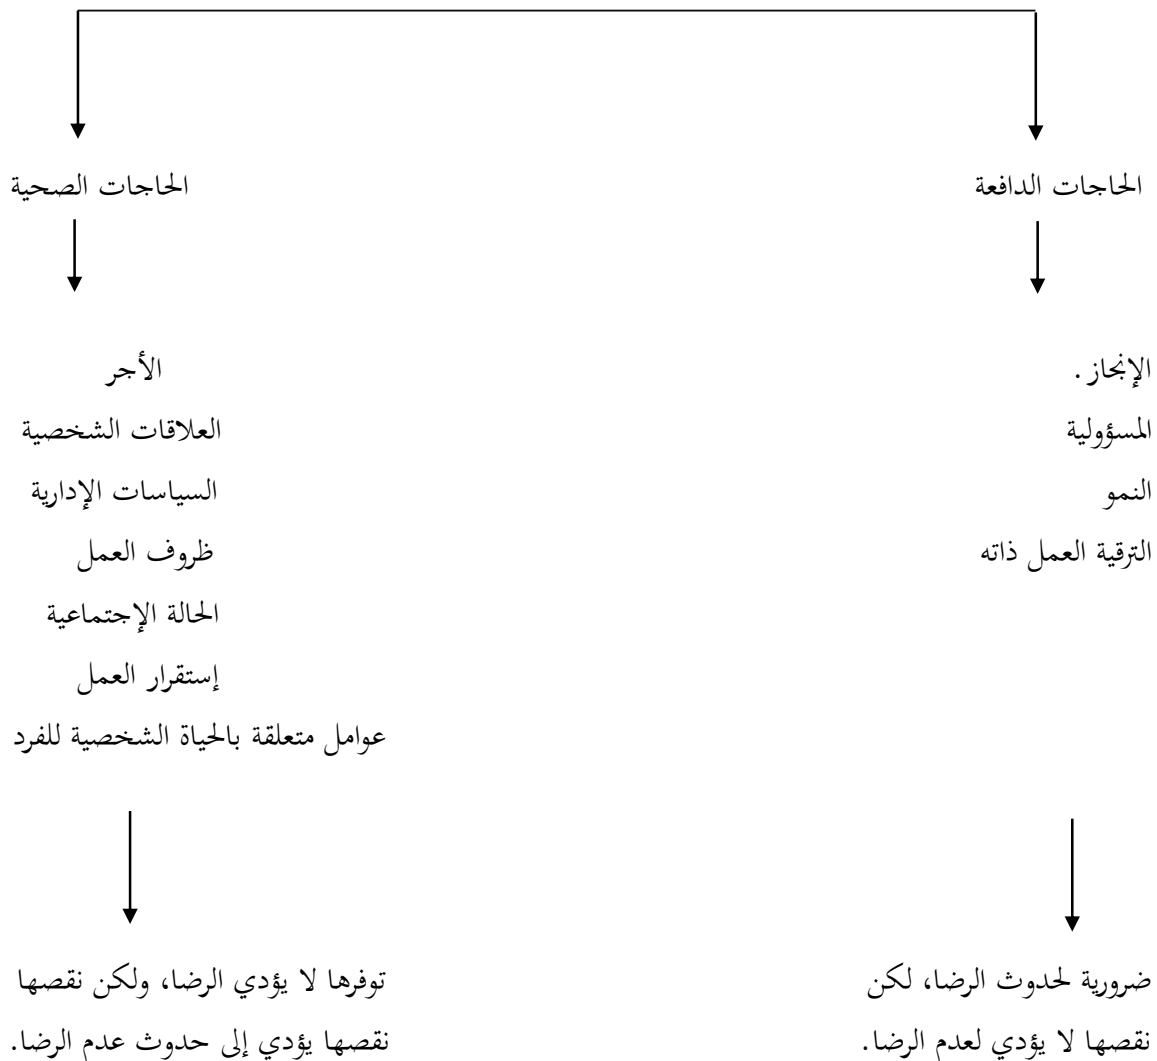 الحاجات الدافعة
الإنجاز.
المسؤولية
النمو
الترقية العمل ذاته
ضرورية لحدوث الرضا، لكن
نقصها لا يؤدي لعدم الرضا.
الحاجات الصحية
الأجر
العلاقات الشخصية
السياسات الإدارية
ظروف العمل
الحالة الإجتماعية
إستقرار العمل
عوامل متعلقة بالحياة الشخصية للفرد
توفرها لا يؤدي الرضا، ولكن نقصها
نقصها يؤدي إلى حدوث عدم الرضا.